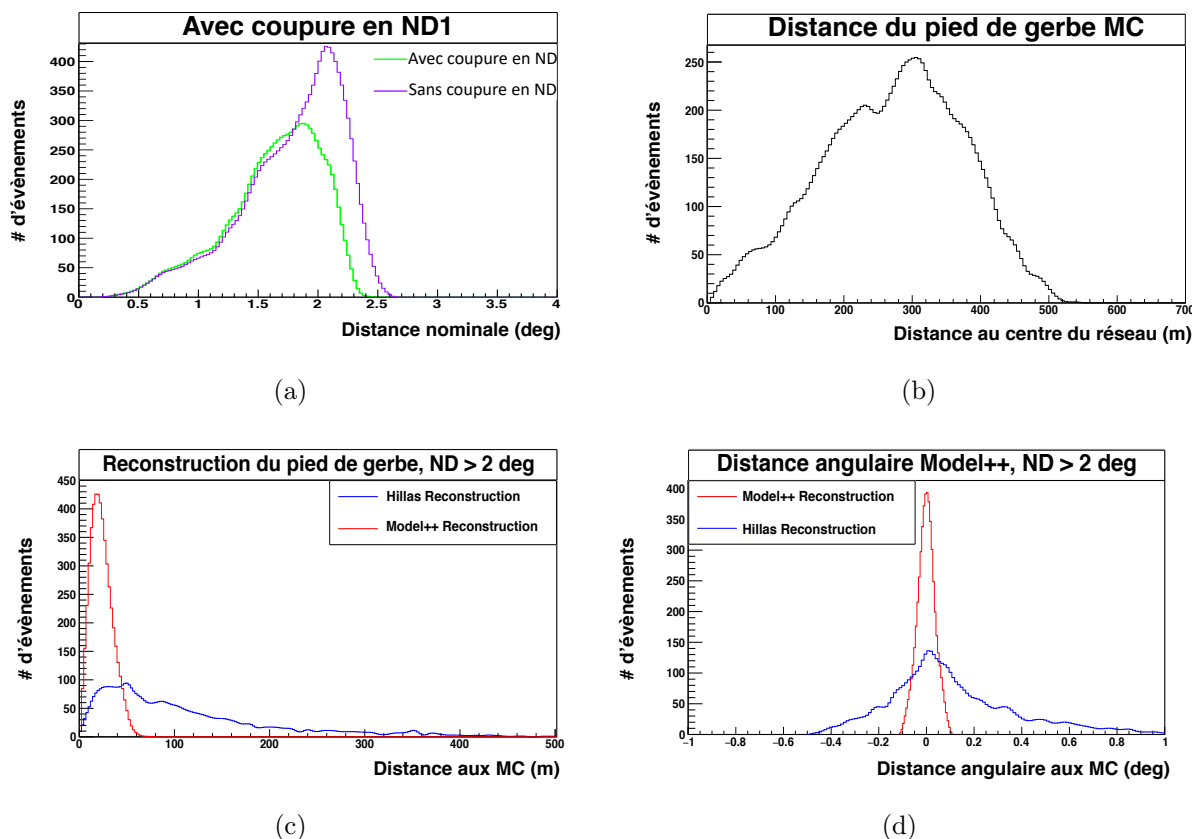 Avec coupure en ND1
Avec coupure en ND
Sans coupure en ND
# d'évènements
400
350
300
250
200
150
100
50
0
0 0.5 1 1.5 2 2.5 3 3.5 4
Distance nominale (deg)
(a)
Distance du pied de gerbe MC
# d'évènements
250
200
150
100
50
0
0 100 200 300 400 500 600 700
Distance au centre du réseau (m)
(b)
Reconstruction du pied de gerbe, ND > 2 deg
Hillas Reconstruction
Model++ Reconstruction
# d'évènements
450
400
350
300
250
200
150
100
50
0
0 100 200 300 400 500
Distance aux MC (m)
(c)
Distance angulaire Model++, ND > 2 deg
Model++ Reconstruction
Hillas Reconstruction
# d'évènements
400
350
300
250
200
150
100
50
0
−1 −0.8 −0.6 −0.4 −0.2 0 0.2 0.4 0.6 0.8 1
Distance angulaire aux MC (deg)
(d)